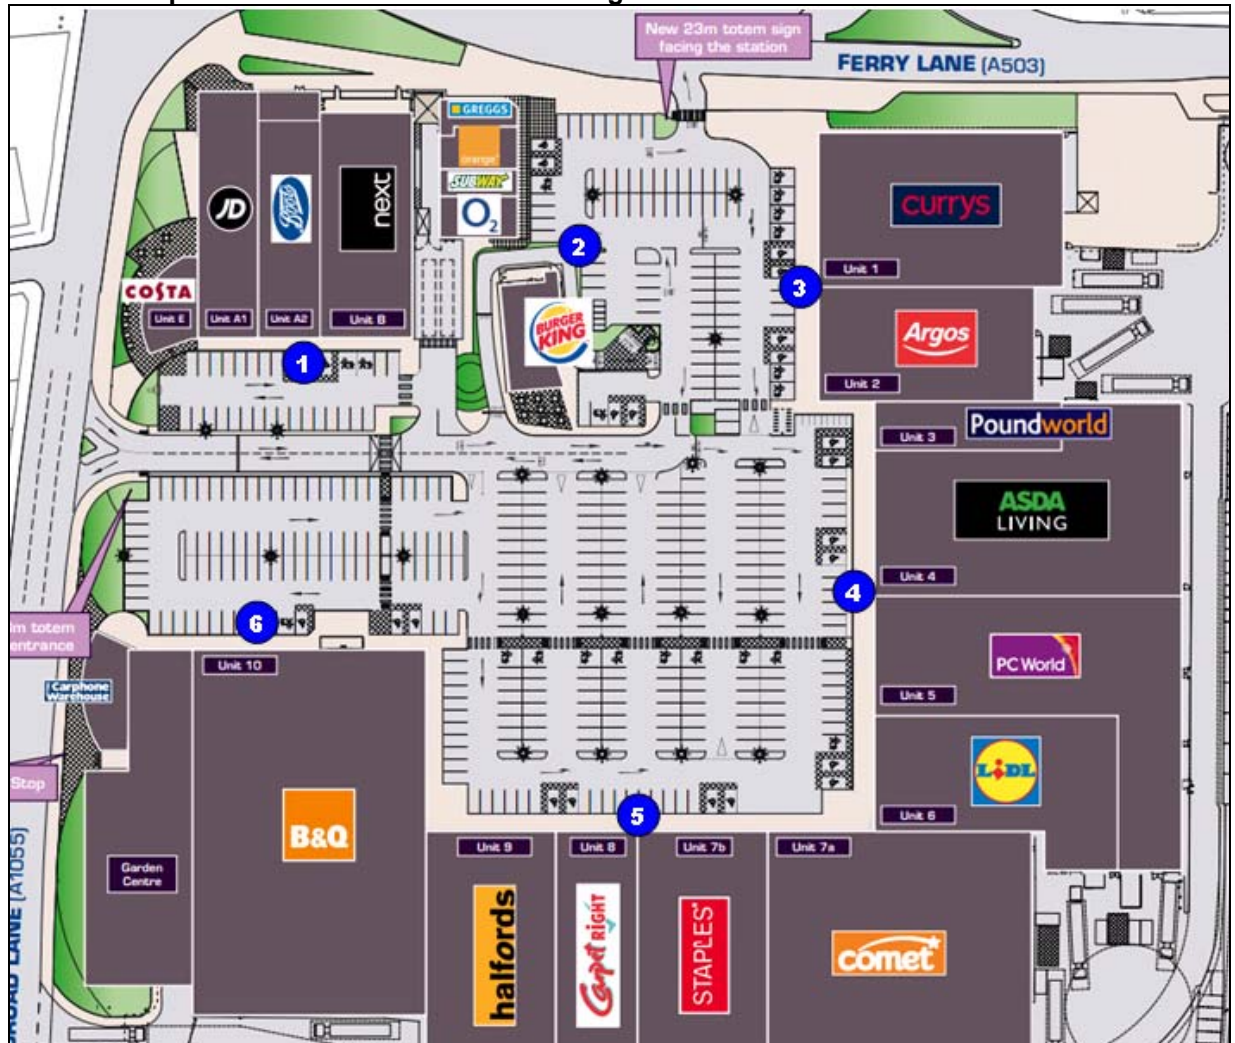 New 23m totem sign
facing the station
FERRY LANE (A503)
GREGGS
orange
SUBWAY
O2
JD
Boots
next
COSTA
Unit E
Unit A1
Unit A2
Unit B
BURGER
KING
currys
Unit 1
Argos
Unit 2
Unit 3
Poundworld
ASDA
LIVING
Unit 4
PC World
Unit 5
LiDL
Unit 6
1
2
3
4
5
6
m totem
entrance
Unit 10
Carphone
Warehouse
Stop
B&Q
Garden
Centre
BROAD LANE (A1055)
Unit 9
Unit 8
Unit 7b
Unit 7a
halfords
Carpet RIGHT
STAPLES
comet